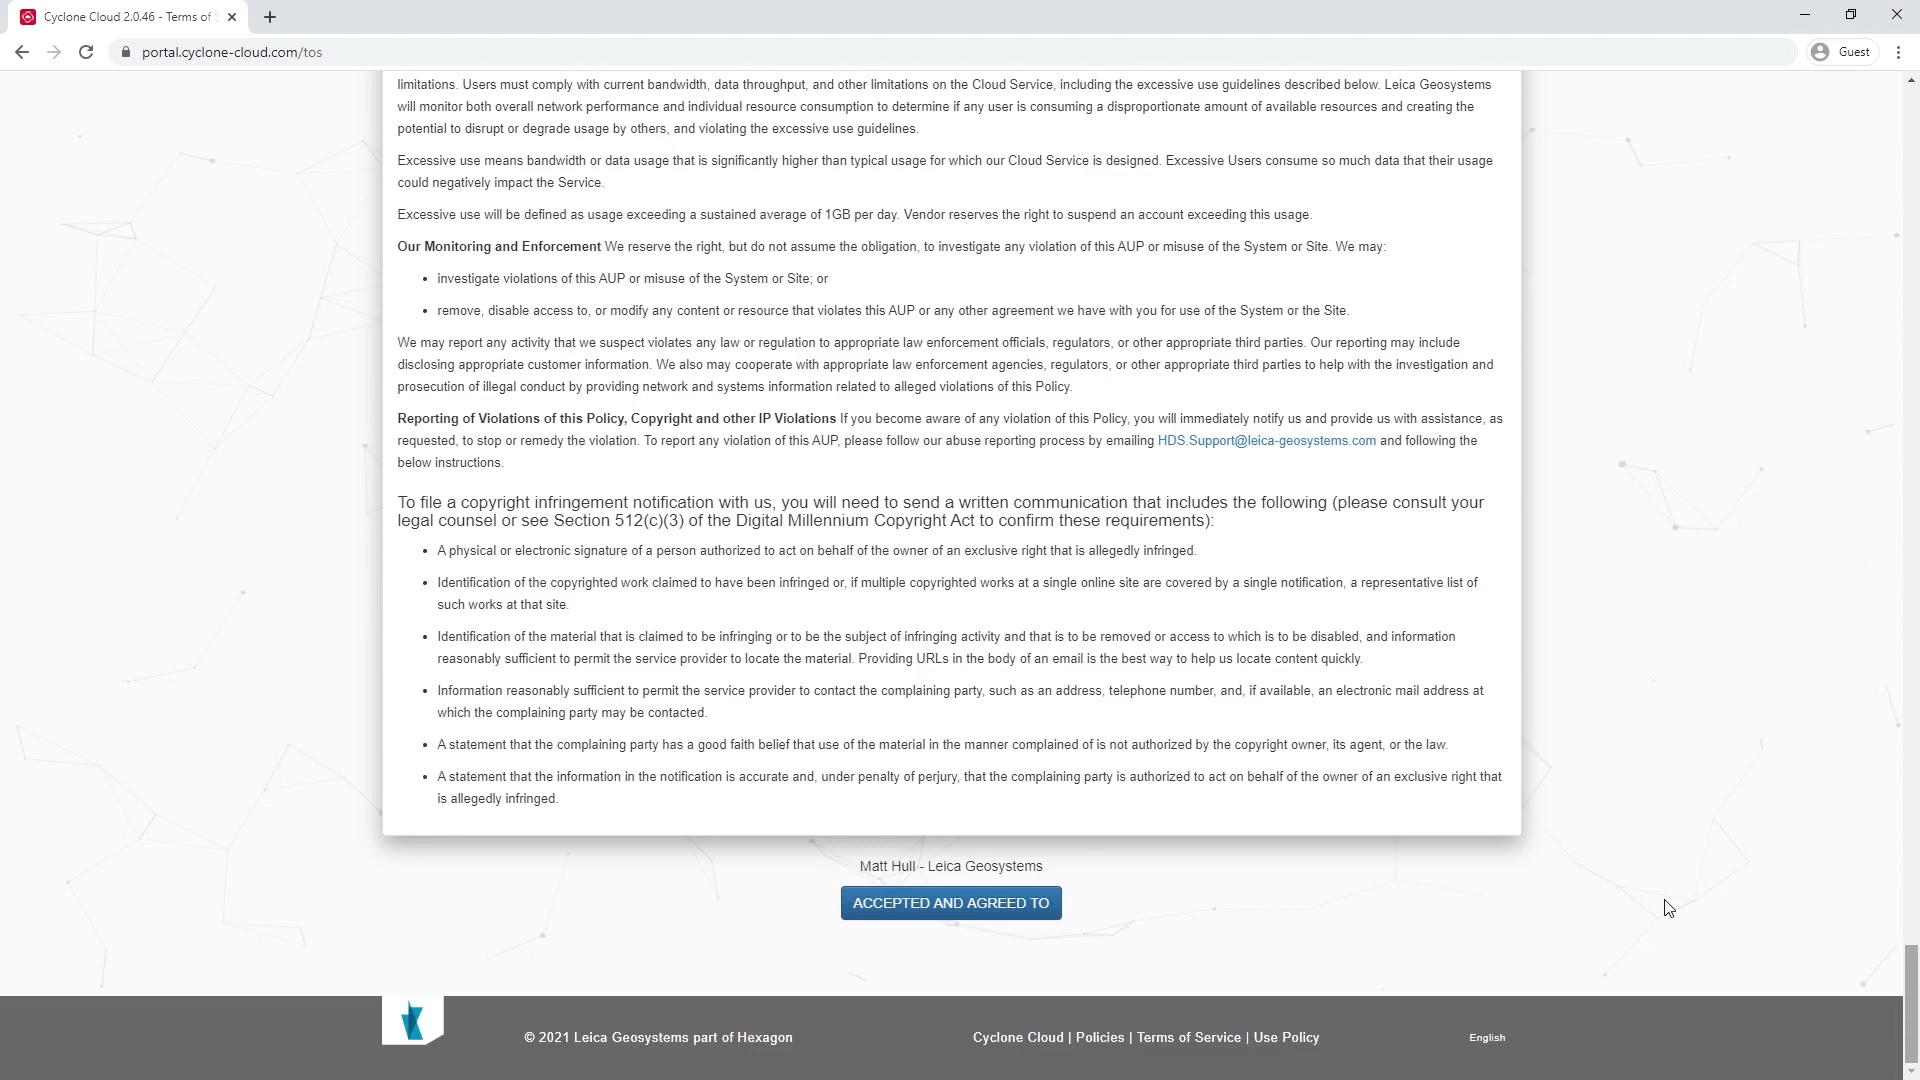 Cyclone Cloud 2.0.46 - Terms of S
portal.cyclone-cloud.com/tos
Guest
limitations. Users must comply with current bandwidth, data throughput, and other limitations on the Cloud Service, including the excessive use guidelines described below. Leica Geosystems
will monitor both overall network performance and individual resource consumption to determine if any user is consuming a disproportionate amount of available resources and creating the
potential to disrupt or degrade usage by others, and violating the excessive use guidelines.
Excessive use means bandwidth or data usage that is significantly higher than typical usage for which our Cloud Service is designed. Excessive Users consume so much data that their usage
could negatively impact the Service.
Excessive use will be defined as usage exceeding a sustained average of 1GB per day. Vendor reserves the right to suspend an account exceeding this usage.
Our Monitoring and Enforcement We reserve the right, but do not assume the obligation, to investigate any violation of this AUP or misuse of the System or Site. We may:
• investigate violations of this AUP or misuse of the System or Site; or
• remove, disable access to, or modify any content or resource that violates this AUP or any other agreement we have with you for use of the System or the Site.
We may report any activity that we suspect violates any law or regulation to appropriate law enforcement officials, regulators, or other appropriate third parties. Our reporting may include
disclosing appropriate customer information. We also may cooperate with appropriate law enforcement agencies, regulators, or other appropriate third parties to help with the investigation and
prosecution of illegal conduct by providing network and systems information related to alleged violations of this Policy.
Reporting of Violations of this Policy, Copyright and other IP Violations If you become aware of any violation of this Policy, you will immediately notify us and provide us with assistance, as
requested, to stop or remedy the violation. To report any violation of this AUP, please follow our abuse reporting process by emailing HDS.Support@leica-geosystems.com and following the
below instructions.
To file a copyright infringement notification with us, you will need to send a written communication that includes the following (please consult your
legal counsel or see Section 512(c)(3) of the Digital Millennium Copyright Act to confirm these requirements):
• A physical or electronic signature of a person authorized to act on behalf of the owner of an exclusive right that is allegedly infringed.
• Identification of the copyrighted work claimed to have been infringed or, if multiple copyrighted works at a single online site are covered by a single notification, a representative list of
such works at that site.
• Identification of the material that is claimed to be infringing or to be the subject of infringing activity and that is to be removed or access to which is to be disabled, and information
reasonably sufficient to permit the service provider to locate the material. Providing URLs in the body of an email is the best way to help us locate content quickly.
• Information reasonably sufficient to permit the service provider to contact the complaining party, such as an address, telephone number, and, if available, an electronic mail address at
which the complaining party may be contacted.
• A statement that the complaining party has a good faith belief that use of the material in the manner complained of is not authorized by the copyright owner, its agent, or the law.
• A statement that the information in the notification is accurate and, under penalty of perjury, that the complaining party is authorized to act on behalf of the owner of an exclusive right that
is allegedly infringed.
Matt Hull - Leica Geosystems
ACCEPTED AND AGREED TO
© 2021 Leica Geosystems part of Hexagon
Cyclone Cloud | Policies | Terms of Service | Use Policy
English